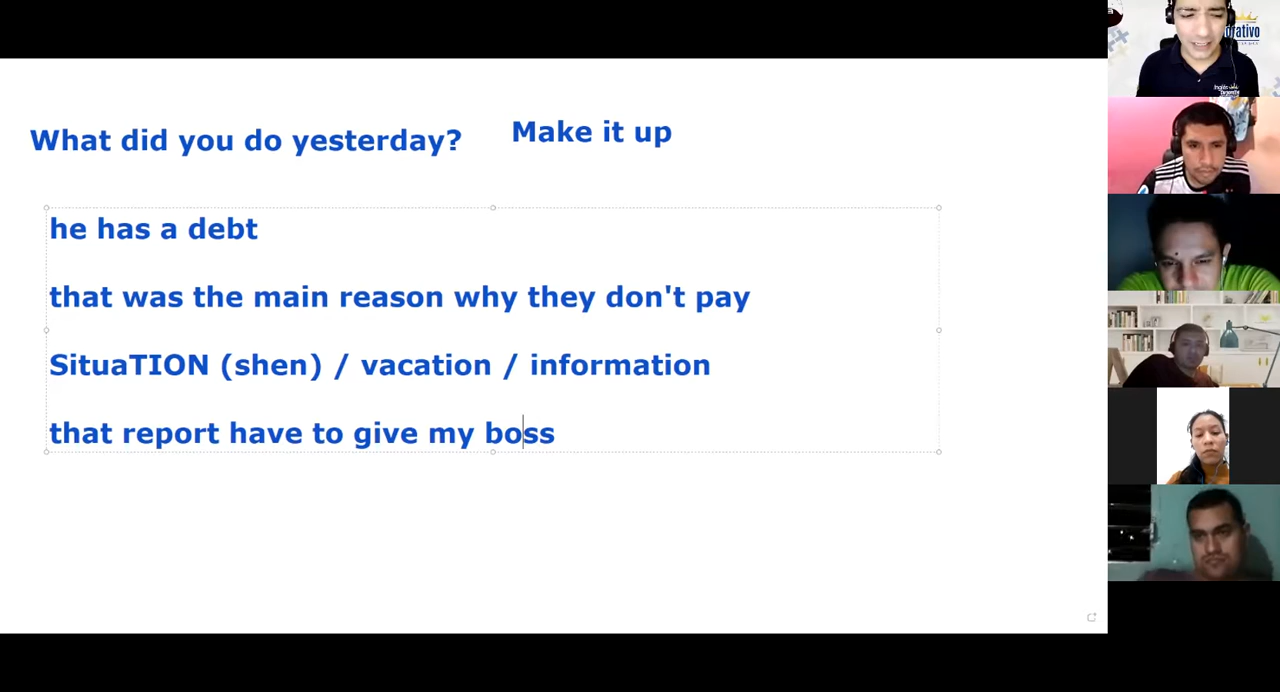 What did you do yesterday?
Make it up
he has a debt
that was the main reason why they don't pay
SituaTION (shen) / vacation / information
that report have to give my boss